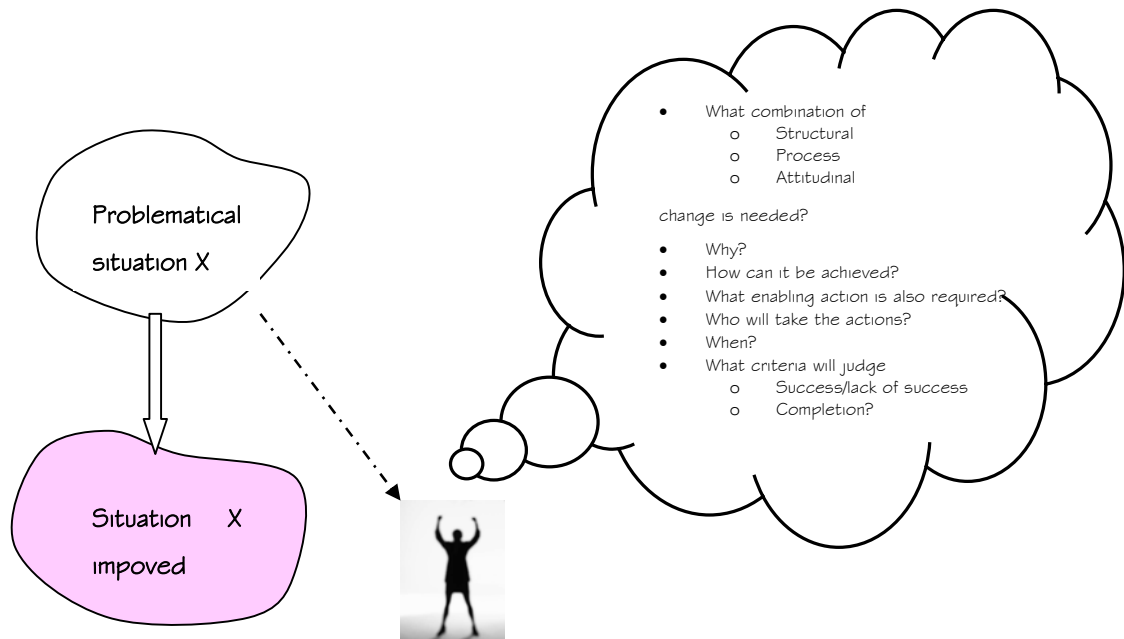 Problematical
situation X
Situation X
impoved
• What combination of
o Structural
o Process
o Attitudinal
change is needed?
• Why?
• How can it be achieved?
• What enabling action is also required?
• Who will take the actions?
• When?
• What criteria will judge
o Success/lack of success
o Completion?